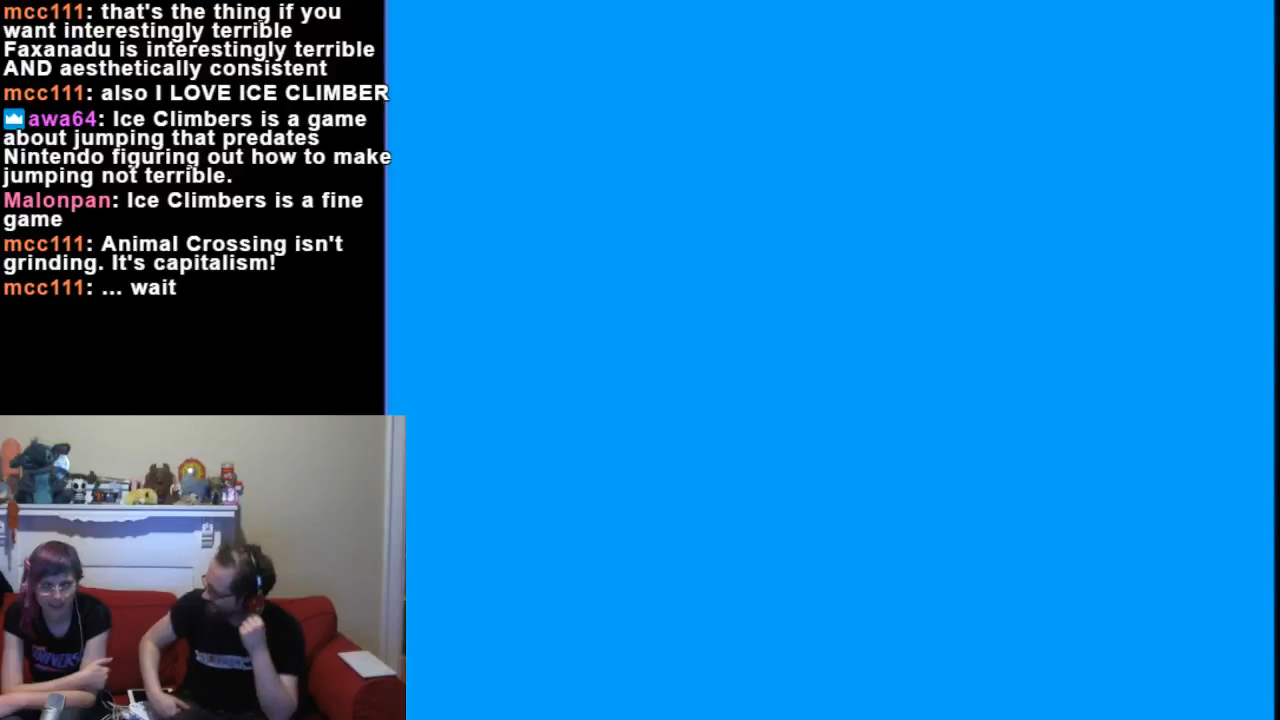 mcc111: that's the thing if you
want interestingly terrible
Faxanadu is interestingly terrible
AND aesthetically consistent
mcc111: also I LOVE ICE CLIMBER
awa64: Ice Climbers is a game
about jumping that predates
Nintendo figuring out how to make
jumping not terrible.
Malonpan: Ice Climbers is a fine
game
mcc111: Animal Crossing isn't
grinding. It's capitalism!
mcc111: ... wait